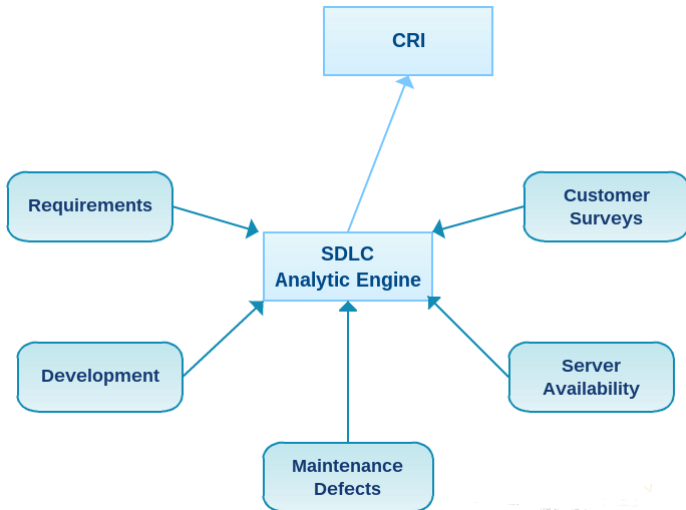 CRI
Requirements
Customer
Surveys
SDLC
Analytic Engine
Development
Server
Availability
Maintenance
Defects